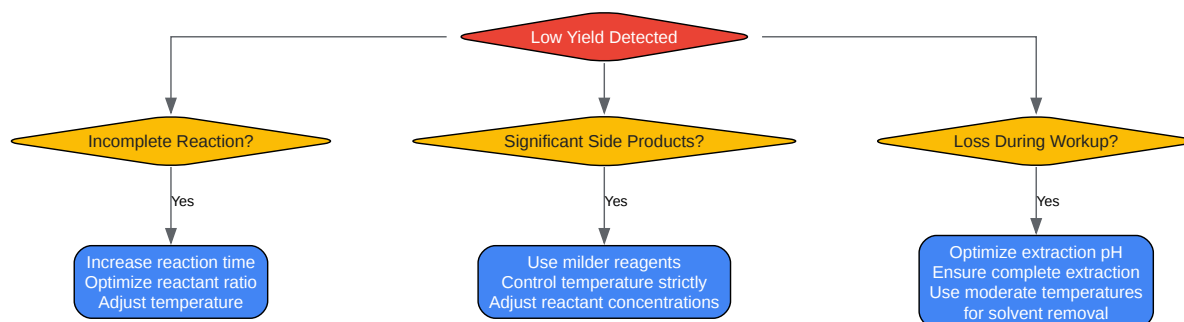 Low Yield Detected
Incomplete Reaction?
Significant Side Products?
Loss During Workup?
Yes
Yes
Yes
Increase reaction time
Optimize reactant ratio
Adjust temperature
Use milder reagents
Control temperature strictly
Adjust reactant concentrations
Optimize extraction pH
Ensure complete extraction
Use moderate temperatures
for solvent removal